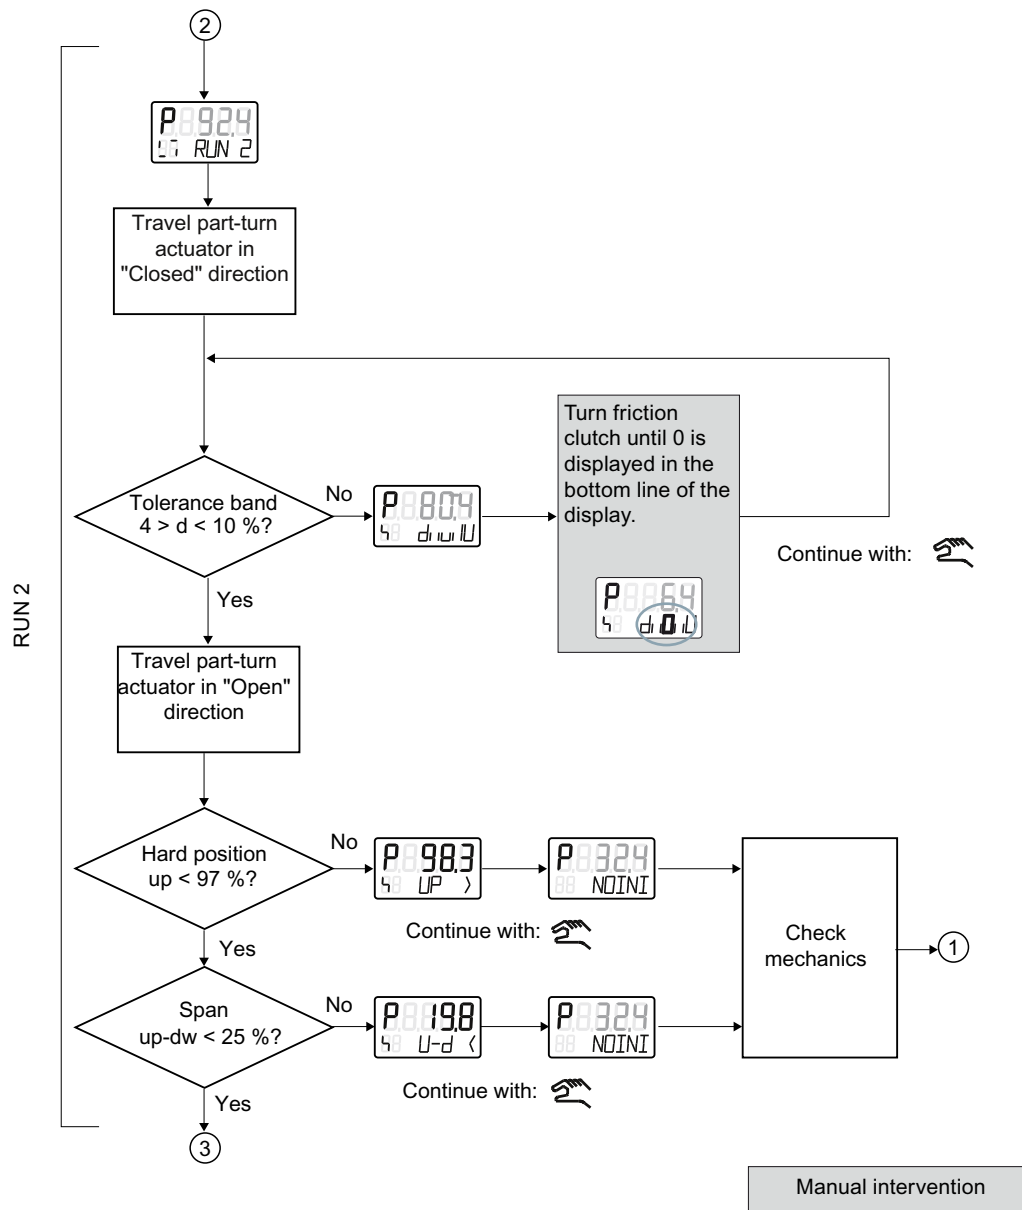 2
P 92.4
RUN 2
Travel part-turn
actuator in
"Closed" direction
Turn friction
clutch until 0 is
displayed in the
bottom line of the
display.
Tolerance band
4 > d < 10 %?
No
P 80.4
Continue with:
P 6.4
0
Yes
RUN 2
Travel part-turn
actuator in "Open"
direction
Hard position
up < 97 %?
No
P 98.3
UP >
P 32.4
NOINI
Continue with:
Check
mechanics
1
Yes
Span
up-dw < 25 %?
No
P 19.8
U-d <
P 32.4
NOINI
Continue with:
Yes
3
Manual intervention